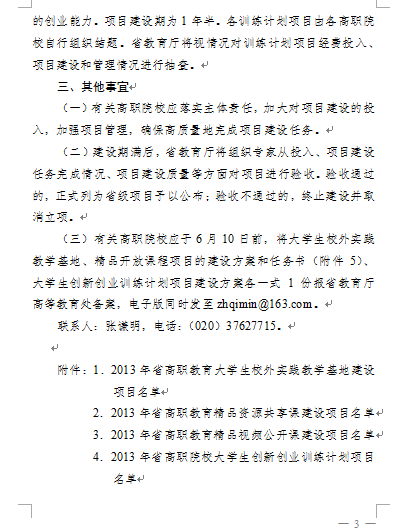 的创业能力。项目建设期为1年半。各训练计划项目由各高职院
校自行组织结题。省教育厅将视情况对训练计划项目经费投入、
项目建设和管理情况进行抽查。
三、其他事宜
（一）有关高职院校应落实主体责任，加大对项目建设的投
入，加强项目管理，确保高质量地完成项目建设任务。
（二）建设期满后，省教育厅将组织专家从投入、项目建设
任务完成情况、项目建设质量等方面对项目进行验收。验收通过
的，正式列为省级项目予以公布；验收不通过的，终止建设并取
消立项。
（三）有关高职院校应于6月10日前，将大学生校外实践
教学基地、精品开放课程项目的建设方案和任务书（附件5）、
大学生创新创业训练计划项目建设方案各一式1份报省教育厅
高等教育处备案，电子版同时发至zhqimin@163.com。
联系人：张谦明，电话：（020）37627715。
附件：1．2013年省高职教育大学生校外实践教学基地建设
项目名单
2．2013年省高职教育精品资源共享课建设项目名单
3．2013年省高职教育精品视频公开课建设项目名单
4．2013年省高职院校大学生创新创业训练计划项目
名单
— 3 —